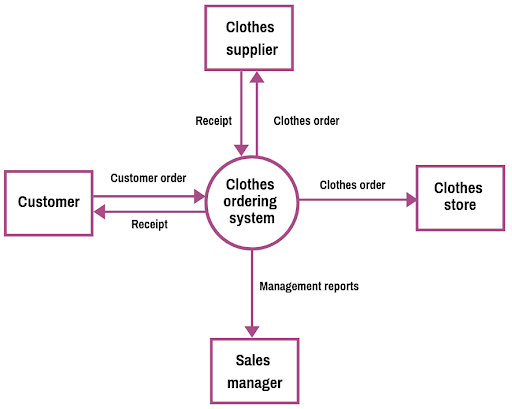 Clothes
supplier
Receipt
Clothes order
Customer order
Customer
Receipt
Clothes
ordering
system
Clothes order
Clothes
store
Management reports
Sales
manager